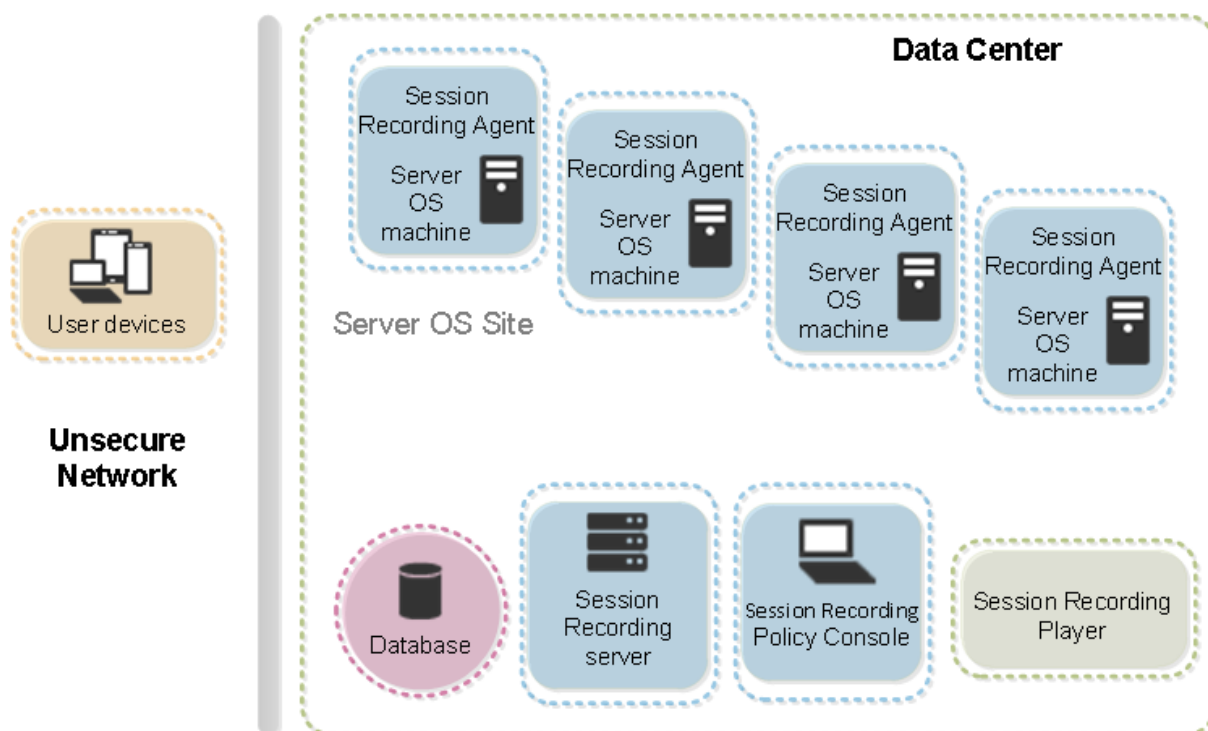 Data Center
Session
Recording Agent
Server
OS
machine
Session
Recording Agent
Server
OS
machine
Session
Recording Agent
Server
OS
machine
Session
Recording Agent
Server
OS
machine
User devices
Server OS Site
Unsecure
Network
Database
Session
Recording
server
Session Recording
Policy Console
Session Recording
Player